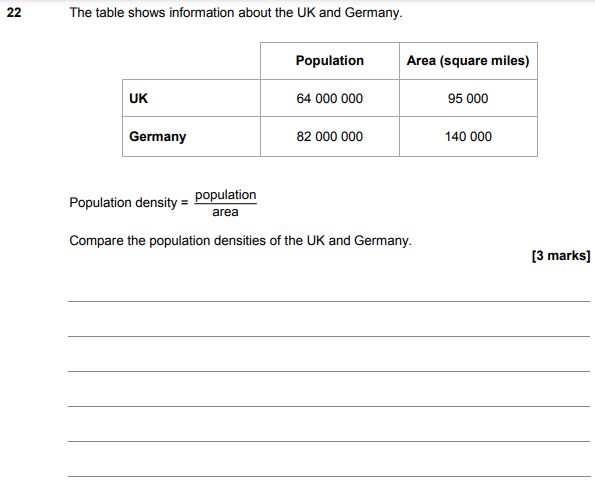 22 The table shows information about the UK and Germany.
Population Area (square miles)
UK 64 000 000 95 000
Germany 82 000 000 140 000
Population density = population
area
Compare the population densities of the UK and Germany.
[3 marks]